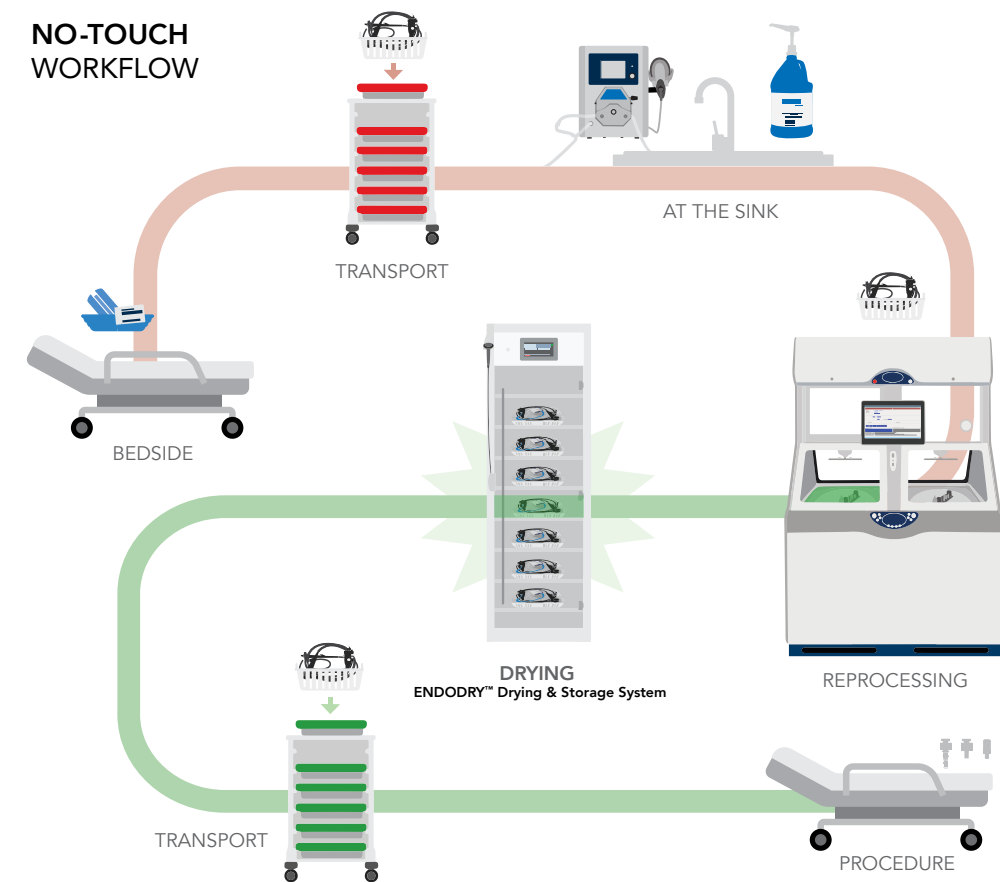 NO-TOUCH
WORKFLOW
TRANSPORT
AT THE SINK
BEDSIDE
DRYING
ENDODRY™ Drying & Storage System
REPROCESSING
TRANSPORT
PROCEDURE